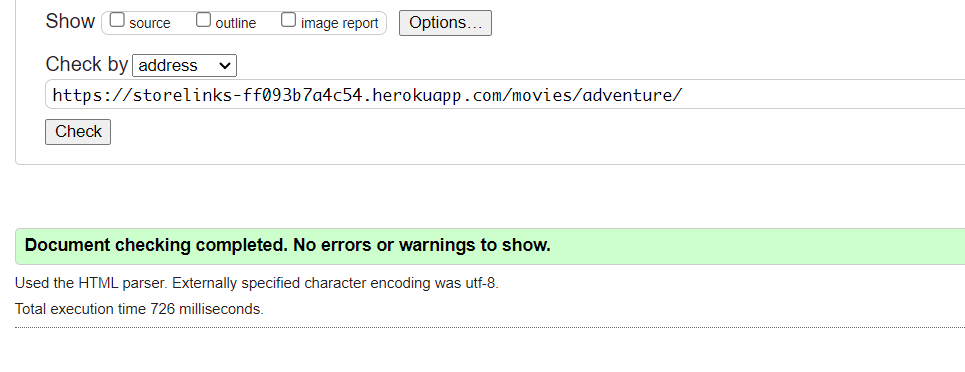 Show source outline image report Options...
Check by address
https://storelinks-ff093b7a4c54.herokuapp.com/movies/adventure/
Check
Document checking completed. No errors or warnings to show.
Used the HTML parser. Externally specified character encoding was utf-8.
Total execution time 726 milliseconds.